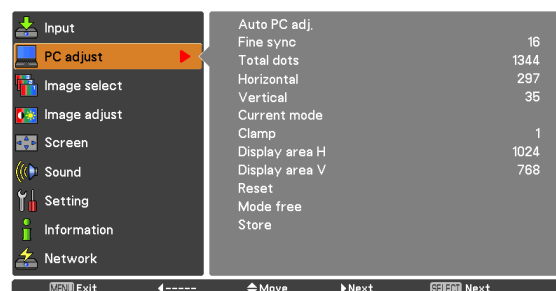 Input
PC adjust
Image select
Image adjust
Screen
Sound
Setting
Information
Network
Auto PC adj.
Fine sync 16
Total dots 1344
Horizontal 297
Vertical 35
Current mode
Clamp 1
Display area H 1024
Display area V 768
Reset
Mode free
Store
MENU Exit ----- Move Next SELECT Next